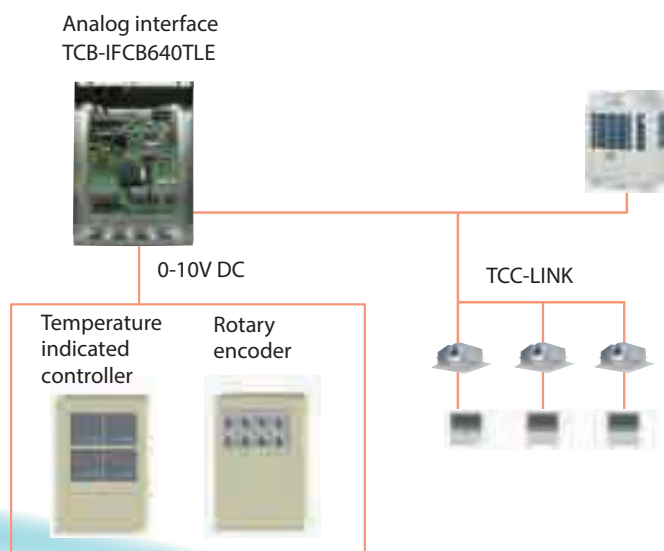 Analog interface
TCB-IFCB640TLE
0-10V DC
TCC-LINK
Temperature
indicated
controller
Rotary
encoder